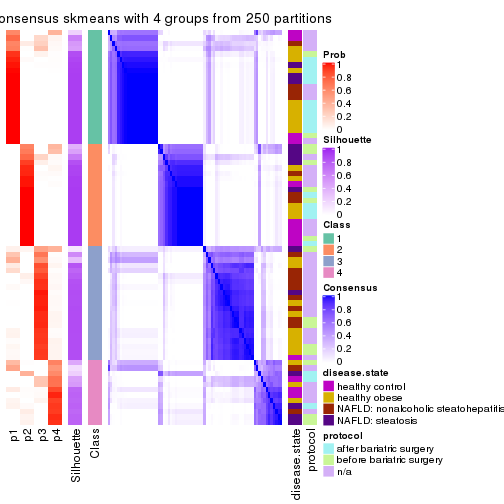 onsensus skmeans with 4 groups from 250 partitions
Prob
1
0.8
0.6
0.4
0.2
0
Silhouette
1
0.8
0.6
0.4
0.2
0
Class
1
2
3
4
Consensus
1
0.8
0.6
0.4
0.2
0
disease.state
healthy control
healthy obese
NAFLD: nonalcoholic steatohepatitis
NAFLD: steatosis
protocol
after bariatric surgery
before bariatric surgery
n/a
p1
p2
p3
p4
Silhouette
Class
disease.state
protocol